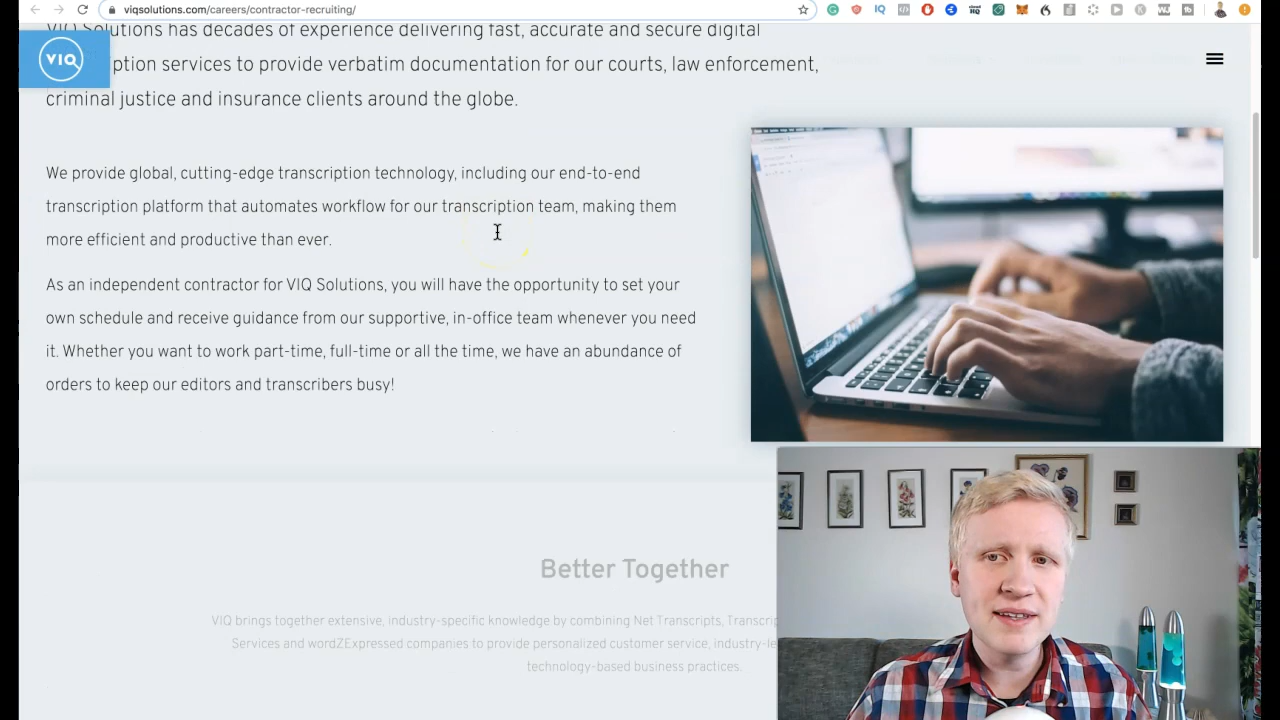 viqsolutions.com/careers/contractor-recruiting/
VIQ Solutions has decades of experience delivering fast, accurate and secure digital
VIQ
services to provide verbatim documentation for our courts, law enforcement,
criminal justice and insurance clients around the globe.
We provide global, cutting-edge transcription technology, including our end-to-end
transcription platform that automates workflow for our transcription team, making them
more efficient and productive than ever.
As an independent contractor for VIQ Solutions, you will have the opportunity to set your
own schedule and receive guidance from our supportive, in-office team whenever you need
it. Whether you want to work part-time, full-time or all the time, we have an abundance of
orders to keep our editors and transcribers busy!
Better Together
VIQ brings together extensive, industry-specific knowledge by combining Net Transcripts,
Services and wordZExpressed companies to provide personalized customer service,
technology-based business practices.